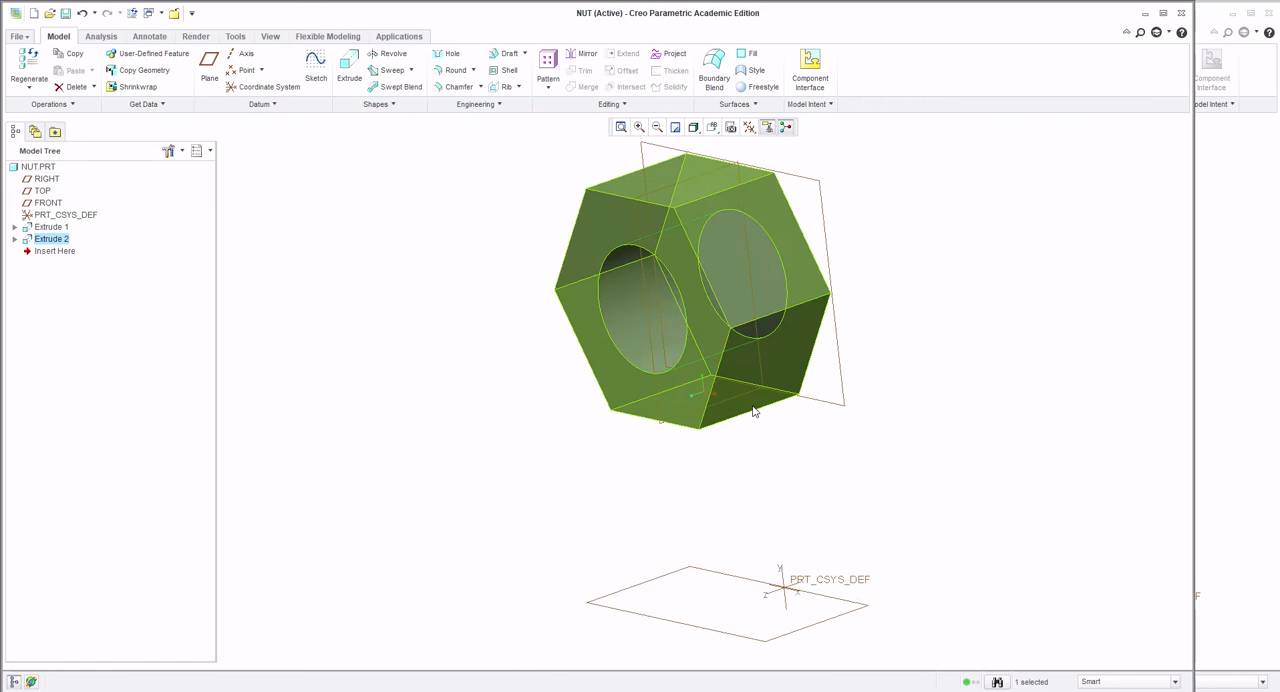 NUT (Active) - Creo Parametric Academic Edition
File Model Analysis Annotate Render Tools View Flexible Modeling Applications
Copy User-Defined Feature Axis Revolve Hole Draft Mirror Extend Project Fill
Paste Copy Geometry Point Sweep Round Shell Trim Offset Thicken Style
Regenerate Plane Sketch Extrude Pattern Boundary Blend Component Interface
Delete Shrinkwrap Coordinate System Swept Blend Chamfer Rib Merge Intersect Solidify Freestyle
Component Interface
Operations Get Data Datum Shapes Engineering Editing Surfaces Model Intent
odel Intent
Model Tree
NUT.PRT
RIGHT
TOP
FRONT
PRT_CSYS_DEF
Extrude 1
Extrude 2
Insert Here
y
PRT_CSYS_DEF
z x
F
1 selected Smart